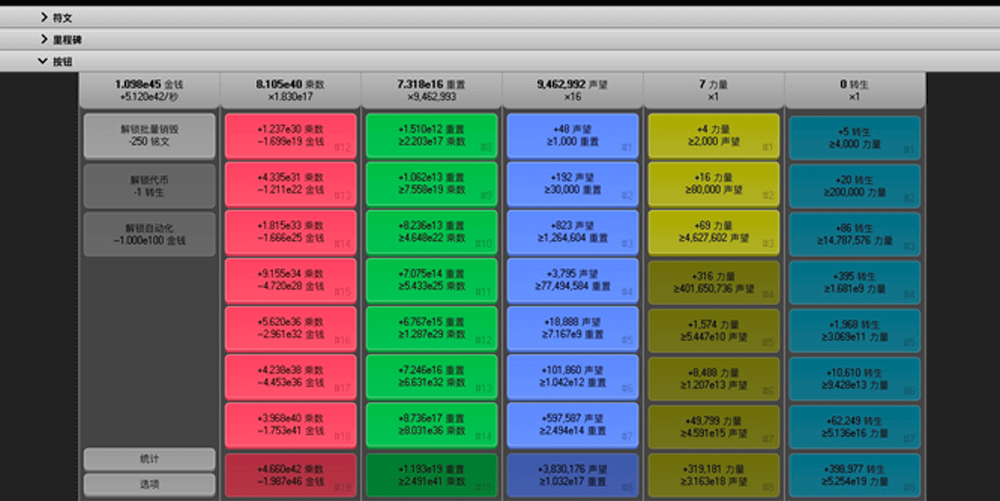 符文
里程碑
按钮
1.098e45 金钱
+5.120e42/秒
8.105e40 乘数
×1.830e17
7.318e16 重置
×9,462,993
9,462,992 声望
×16
7 力量
×1
0 转生
×1
解锁批量销毁
-250 铭文
+1.237e30 乘数
-1.699e19 金钱
#12
+1.510e12 重置
≥2.203e17 乘数
#8
+48 声望
≥1,000 重置
#1
+4 力量
≥2,000 声望
#1
+5 转生
≥4,000 力量
#1
解锁代币
-1 转生
+4.335e31 乘数
-1.211e22 金钱
#13
+1.062e13 重置
≥7.558e19 乘数
#9
+192 声望
≥30,000 重置
#2
+16 力量
≥80,000 声望
#2
+20 转生
≥200,000 力量
#2
解锁自动化
-1.000e100 金钱
+1.815e33 乘数
-1.666e25 金钱
#14
+8.236e13 重置
≥4.648e22 乘数
#10
+823 声望
≥1,264,604 重置
#3
+69 力量
≥4,627,602 声望
#3
+86 转生
≥14,787,576 力量
#3
+9.155e34 乘数
-4.720e28 金钱
#15
+7.075e14 重置
≥5.433e25 乘数
#11
+3,795 声望
≥77,494,584 重置
#4
+316 力量
≥401,650,736 声望
#4
+395 转生
≥1.681e9 力量
#4
+5.620e36 乘数
-2.961e32 金钱
#16
+6.767e15 重置
≥1.287e29 乘数
#12
+18,888 声望
≥7.167e9 重置
#5
+1,574 力量
≥5.447e10 声望
#5
+1,968 转生
≥3.069e11 力量
#5
+4.238e38 乘数
-4.453e36 金钱
#17
+7.246e16 重置
≥6.631e32 乘数
#13
+101,860 声望
≥1.042e12 重置
#6
+8,488 力量
≥1.207e13 声望
#6
+10,610 转生
≥9.428e13 力量
#6
+3.968e40 乘数
-1.753e41 金钱
#18
+8.736e17 重置
≥8.031e36 乘数
#14
+597,587 声望
≥2.494e14 重置
#7
+49,799 力量
≥4.591e15 声望
#7
+62,249 转生
≥5.136e16 力量
#7
统计
选项
+4.660e42 乘数
-1.987e46 金钱
#19
+1.193e19 重置
≥2.491e41 乘数
#15
+3,830,176 声望
≥1.032e17 重置
#8
+319,181 力量
≥3.163e18 声望
#8
+398,977 转生
≥5.254e19 力量
#8